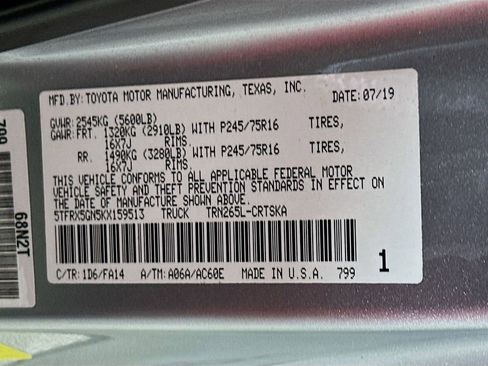 MFD.BY:TOYOTA MOTOR MANUFACTURING, TEXAS, INC. DATE:07/19
GVWR:2545KG (5600LB)
GAWR:FRT. 1320KG (2910LB) WITH P245/75R16 TIRES,
16X7J RIMS.
RR. 1490KG (3280LB) WITH P245/75R16 TIRES,
16X7J RIMS.
THIS VEHICLE CONFORMS TO ALL APPLICABLE FEDERAL MOTOR
VEHICLE SAFETY AND THEFT PREVENTION STANDARDS IN EFFECT ON
THE DATE OF MANUFACTURE SHOWN ABOVE.
5TFRX5GN5KX159513 TRUCK TRN265L-CRTSKA
C/TR:1D6/FA14 A/TM:A06A/AC60E MADE IN U.S.A. 799 1
799
68N2T